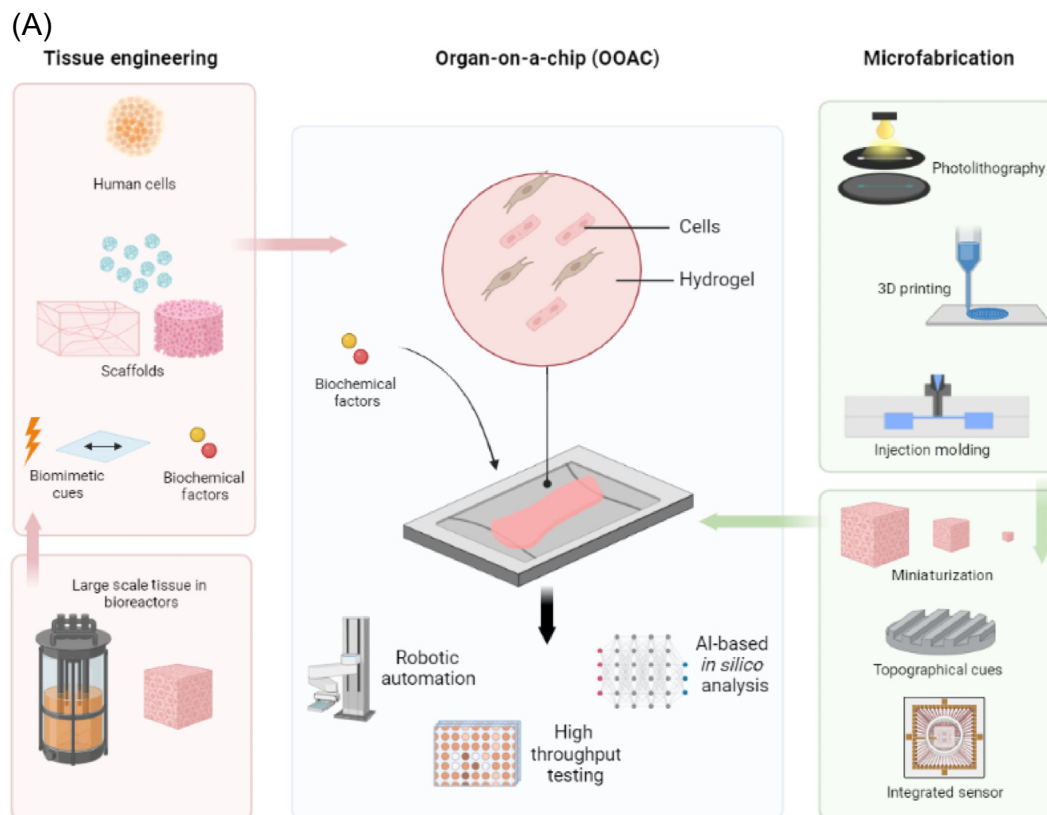 (A)
Tissue engineering
Human cells
Scaffolds
Biomimetic
cues
Biochemical
factors
Large scale tissue in
bioreactors
Organ-on-a-chip (OOAC)
Cells
Hydrogel
Biochemical
factors
Robotic
automation
High
throughput
testing
AI-based
in silico
analysis
Microfabrication
Photolithography
3D printing
Injection molding
Miniaturization
Topographical cues
Integrated sensor